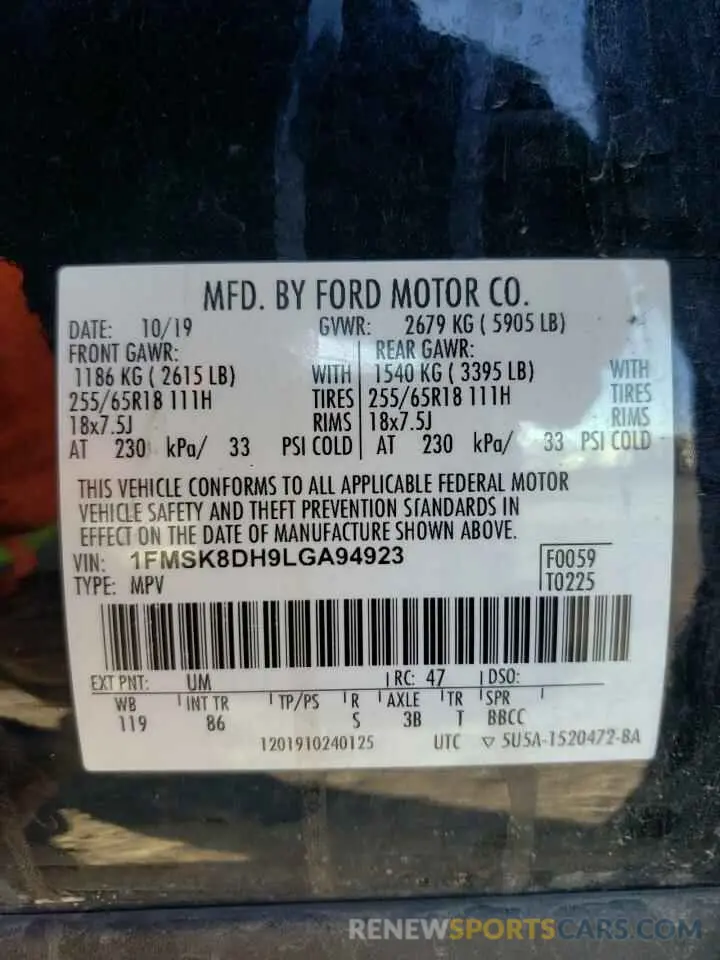 MFD. BY FORD MOTOR CO.
DATE: 10/19 GVWR: 2679 KG ( 5905 LB)
FRONT GAWR: REAR GAWR:
1186 KG ( 2615 LB) WITH 1540 KG ( 3395 LB) WITH
255/65R18 111H TIRES 255/65R18 111H TIRES
18x7.5J RIMS 18x7.5J RIMS
AT 230 kPa/ 33 PSI COLD AT 230 kPa/ 33 PSI COLD
THIS VEHICLE CONFORMS TO ALL APPLICABLE FEDERAL MOTOR
VEHICLE SAFETY AND THEFT PREVENTION STANDARDS IN
EFFECT ON THE DATE OF MANUFACTURE SHOWN ABOVE.
VIN: 1FMSK8DH9LGA94923 F0059
TYPE: MPV T0225
EXT PNT: UM RC: 47 DSO:
WB INT TR TP/PS R AXLE TR SPR
119 86 S 3B T BBCC
1201910240125 UTC ▽ 5U5A-1520472-BA
RENEWSPORTSCARS.COM